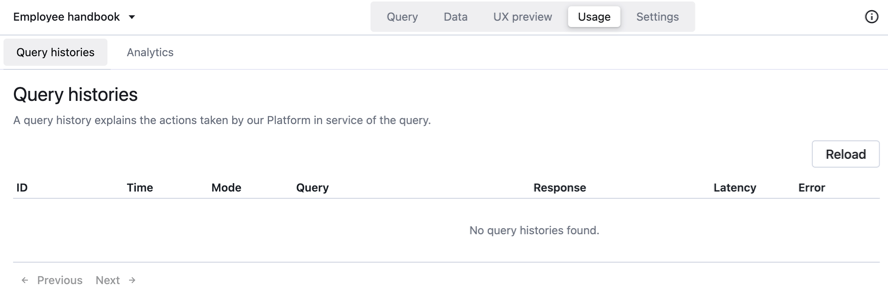 Employee handbook
Query Data UX preview Usage Settings
Query histories Analytics
Query histories
A query history explains the actions taken by our Platform in service of the query.
Reload
ID Time Mode Query Response Latency Error
No query histories found.
← Previous Next →